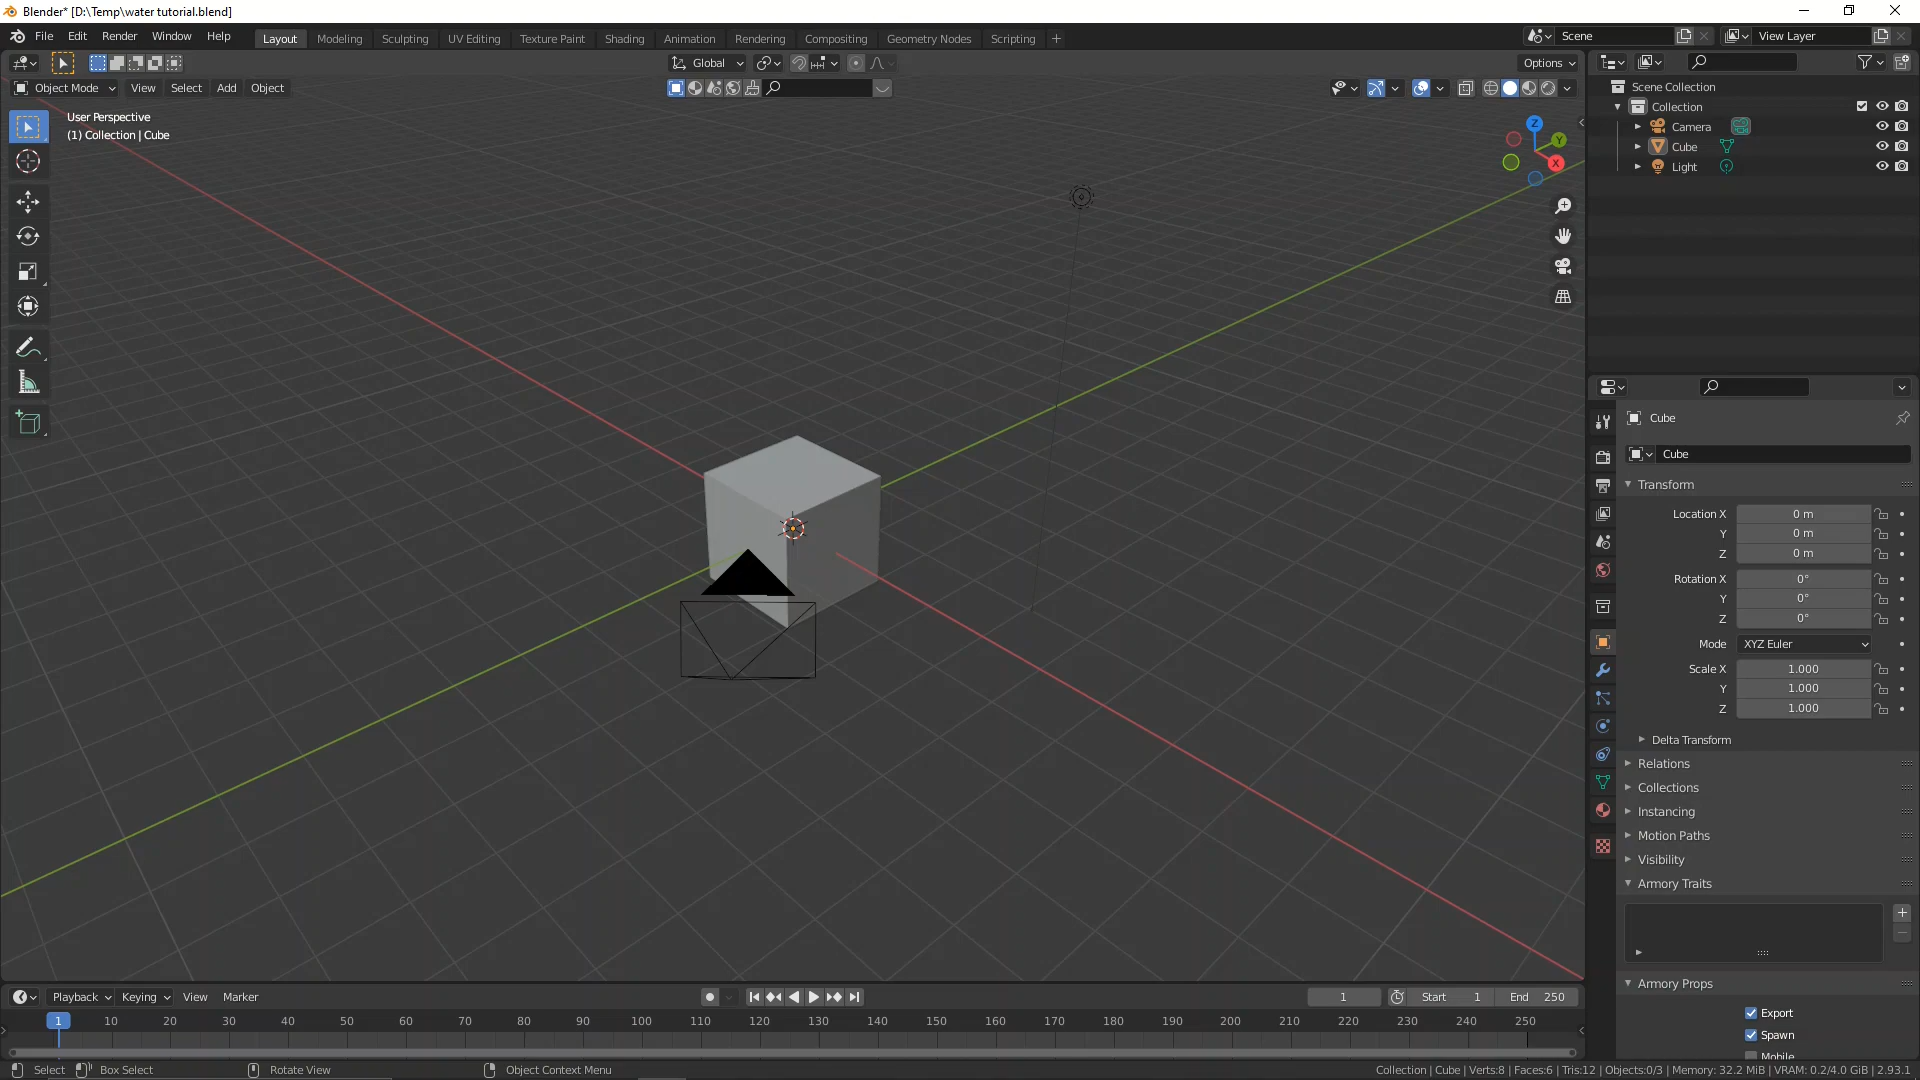 Blender* [D:\Temp\water tutorial.blend]
File Edit Render Window Help
Layout Modeling Sculpting UV Editing Texture Paint Shading Animation Rendering Compositing Geometry Nodes Scripting +
Scene
View Layer
Global
Options
Object Mode View Select Add Object
User Perspective
(1) Collection | Cube
Z
Y
X
Scene Collection
Collection
Camera
Cube
Light
Cube
Cube
Transform
Location X 0 m
Y 0 m
Z 0 m
Rotation X 0°
Y 0°
Z 0°
Mode XYZ Euler
Scale X 1.000
Y 1.000
Z 1.000
Delta Transform
Relations
Collections
Instancing
Motion Paths
Visibility
Armory Traits
Armory Props
Export
Spawn
Mobile
Playback Keying View Marker
1 Start 1 End 250
1 10 20 30 40 50 60 70 80 90 100 110 120 130 140 150 160 170 180 190 200 210 220 230 240 250
Select Box Select Rotate View Object Context Menu
Collection | Cube | Verts:8 | Faces:6 | Tris:12 | Objects:0/3 | Memory: 32.2 MiB | VRAM: 0.2/4.0 GiB | 2.93.1